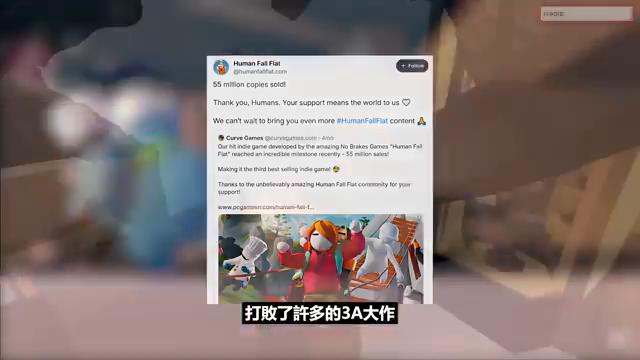 Human Fall Flat
@humanfallflat.com
+ Follow
55 million copies sold!
Thank you, Humans. Your support means the world to us 🤍
We can't wait to bring you even more #HumanFallFlat content 🙏
Curve Games @curvegames.com · 4mo
Our hit indie game developed by the amazing No Brakes Games "Human Fall
Flat" reached an incredible milestone recently - 55 million sales!
Making it the third best selling indie game! 🤩
Thanks to the unbelievably amazing Human Fall Flat community for your
support!
www.pcgamesn.com/human-fall-f...
打敗了許多的3A大作